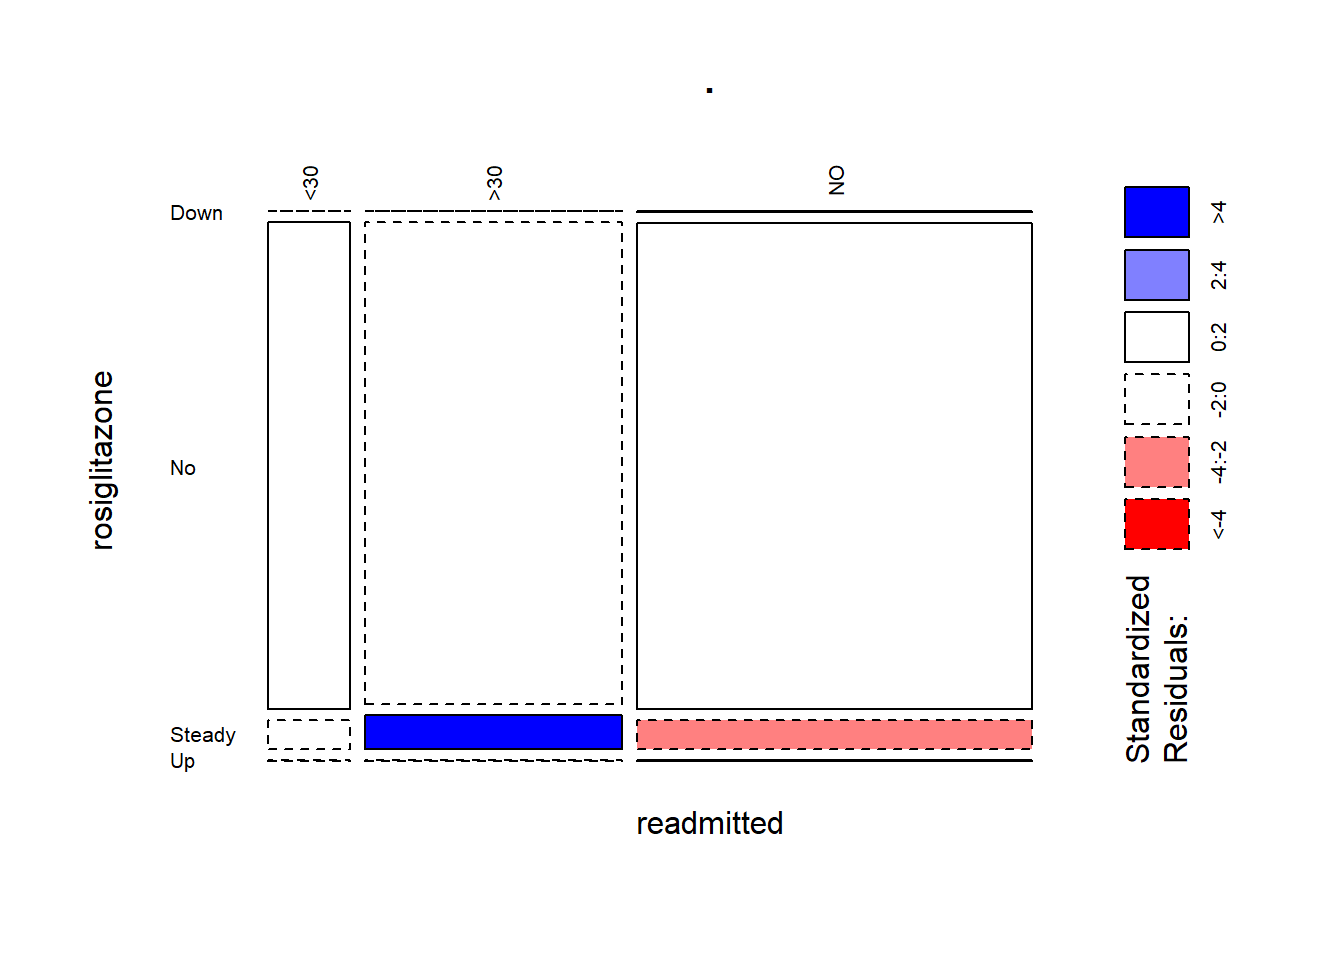 .
<30
>30
NO
Down
No
Steady
Up
rosiglitazone
readmitted
>4
2:4
0:2
-2:0
-4:-2
<-4
Standardized
Residuals: